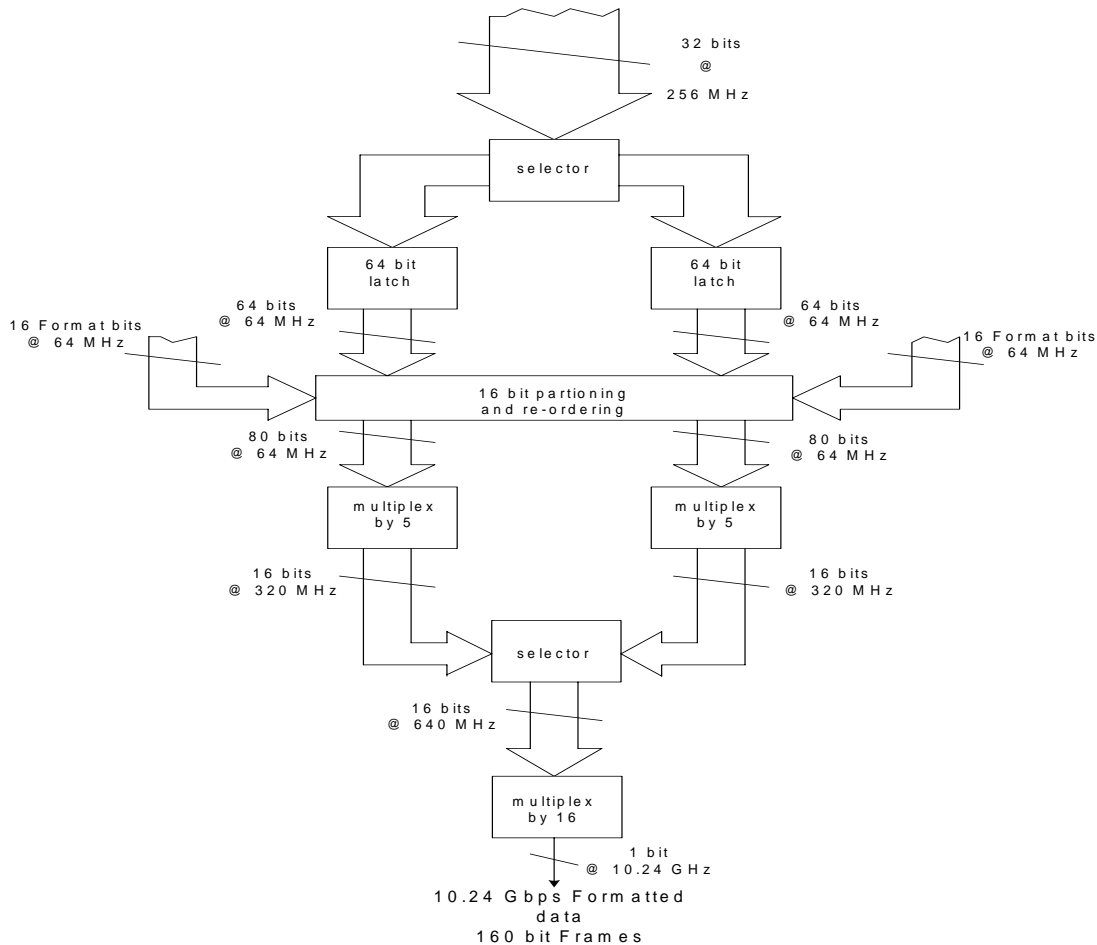 32 bits
@
256 MHz
selector
64 bit
latch
64 bit
latch
64 bits
@ 64 MHz
64 bits
@ 64 MHz
16 Format bits
@ 64 MHz
16 Format bits
@ 64 MHz
16 bit partioning
and re-ordering
80 bits
@ 64 MHz
80 bits
@ 64 MHz
multiplex
by 5
multiplex
by 5
16 bits
@ 320 MHz
16 bits
@ 320 MHz
selector
16 bits
@ 640 MHz
multiplex
by 16
1 bit
@ 10.24 GHz
10.24 Gbps Formatted
data
160 bit Frames